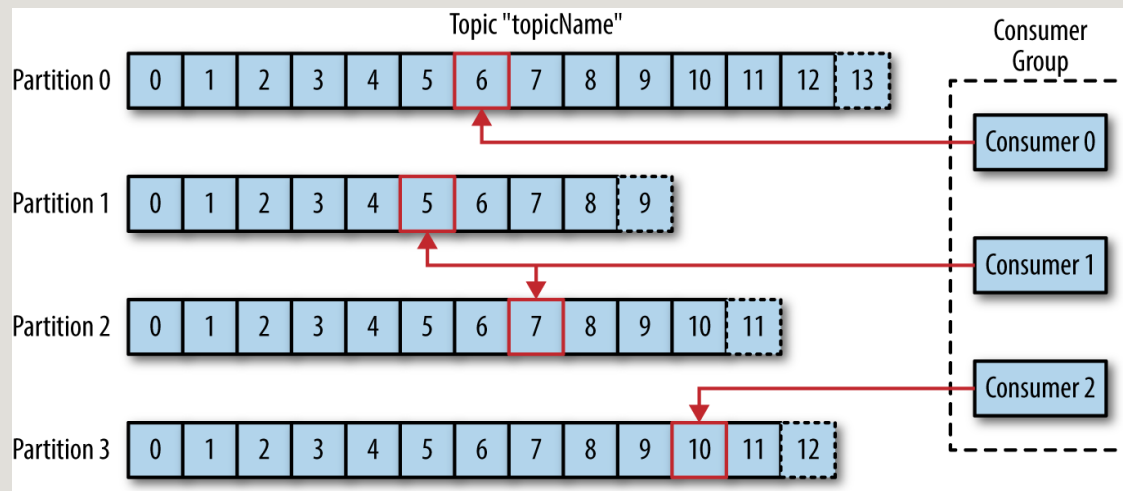 Topic "topicName"
Consumer
Group
Partition 0 0 1 2 3 4 5 6 7 8 9 10 11 12 13
Consumer 0
Partition 1 0 1 2 3 4 5 6 7 8 9
Consumer 1
Partition 2 0 1 2 3 4 5 6 7 8 9 10 11
Consumer 2
Partition 3 0 1 2 3 4 5 6 7 8 9 10 11 12